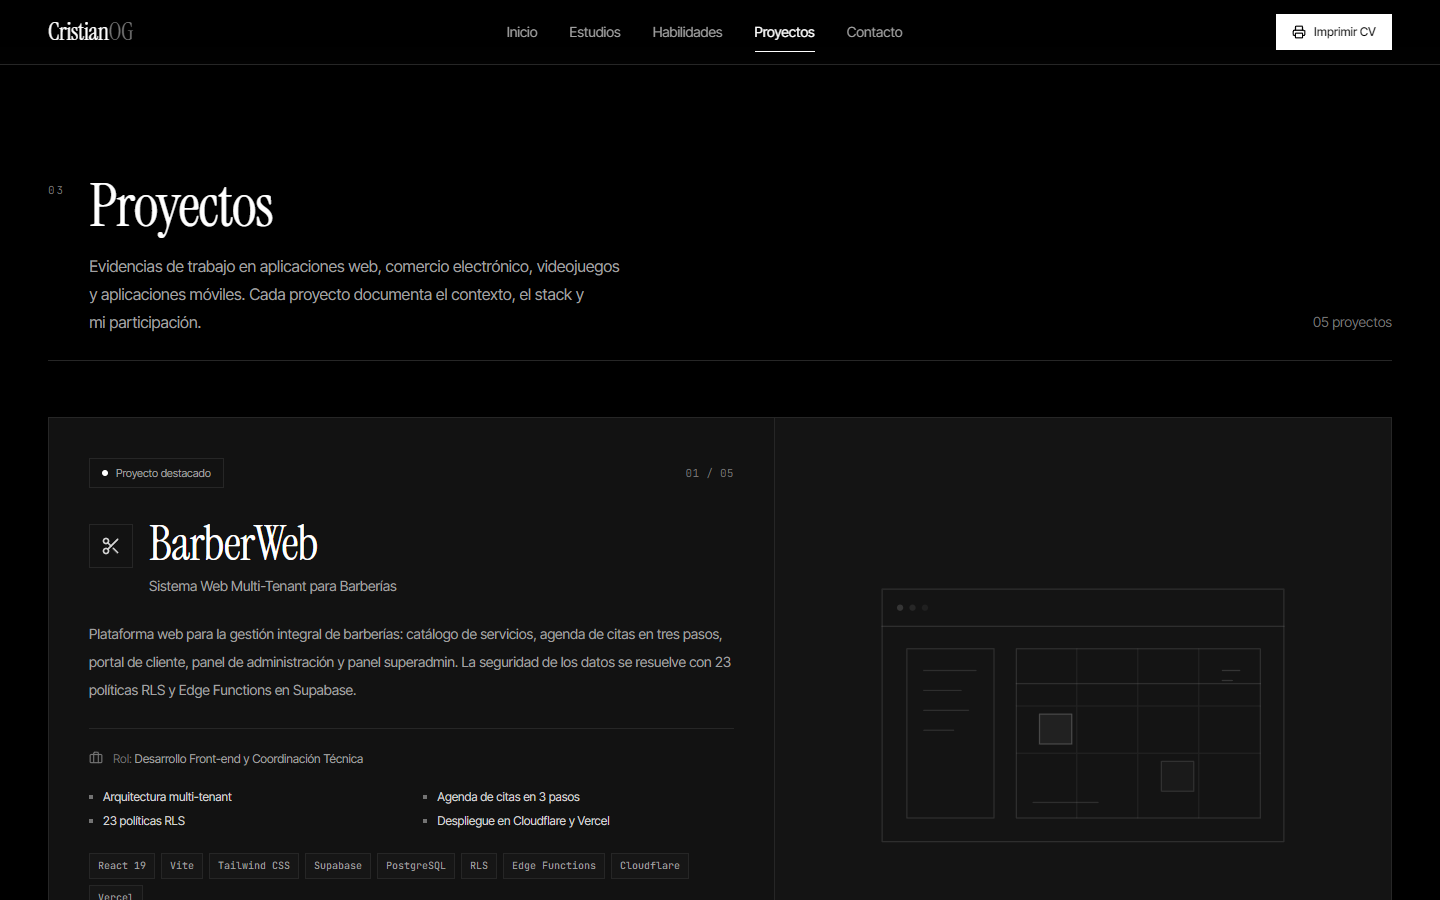 CristianOG
Inicio
Estudios
Habilidades
Proyectos
Contacto
Imprimir CV
03
Proyectos
Evidencias de trabajo en aplicaciones web, comercio electrónico, videojuegos
y aplicaciones móviles. Cada proyecto documenta el contexto, el stack y
mi participación.
05 proyectos
Proyecto destacado
01 / 05
BarberWeb
Sistema Web Multi-Tenant para Barberías
Plataforma web para la gestión integral de barberías: catálogo de servicios, agenda de citas en tres pasos,
portal de cliente, panel de administración y panel superadmin. La seguridad de los datos se resuelve con 23
políticas RLS y Edge Functions en Supabase.
Rol: Desarrollo Front-end y Coordinación Técnica
Arquitectura multi-tenant
Agenda de citas en 3 pasos
23 políticas RLS
Despliegue en Cloudflare y Vercel
React 19
Vite
Tailwind CSS
Supabase
PostgreSQL
RLS
Edge Functions
Cloudflare
Vercel